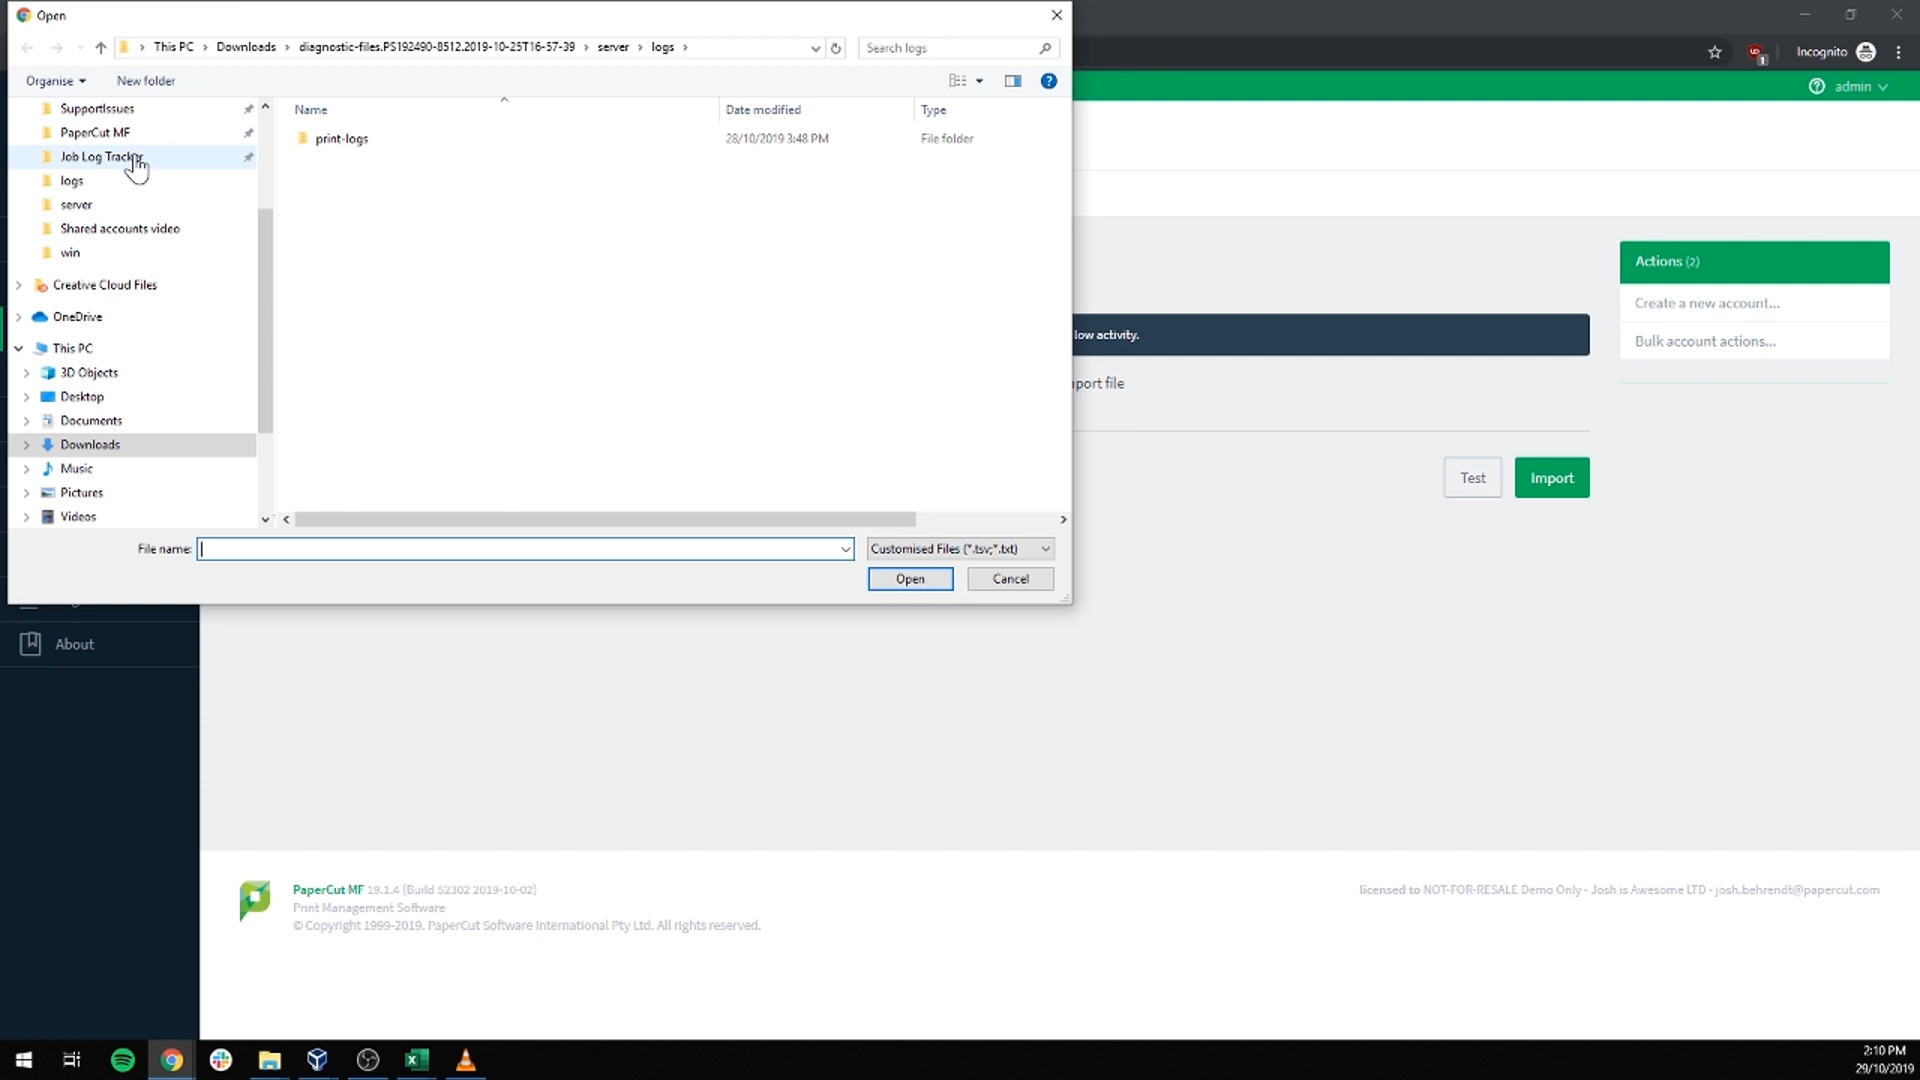 Open
This PC > Downloads > diagnostic-files.PS192490-8512.2019-10-25T16-57-39 > server > logs >
Search logs
Incognito
Organise
New folder
admin
SupportIssues
PaperCut MF
Job Log Tracker
logs
server
Shared accounts video
win
Creative Cloud Files
OneDrive
This PC
3D Objects
Desktop
Documents
Downloads
Music
Pictures
Videos
Name
Date modified
Type
print-logs
28/10/2019 3:48 PM
File folder
File name:
Customised Files (*.tsv;*.txt)
Open
Cancel
Actions (2)
Create a new account...
Bulk account actions...
low activity.
port file
Test
Import
About
PaperCut MF 19.1.4 (Build 52302 2019-10-02)
Print Management Software
© Copyright 1999-2019. PaperCut Software International Pty Ltd. All rights reserved.
licensed to NOT-FOR-RESALE Demo Only - Josh is Awesome LTD - josh.behrendt@papercut.com
2:10 PM
29/10/2019